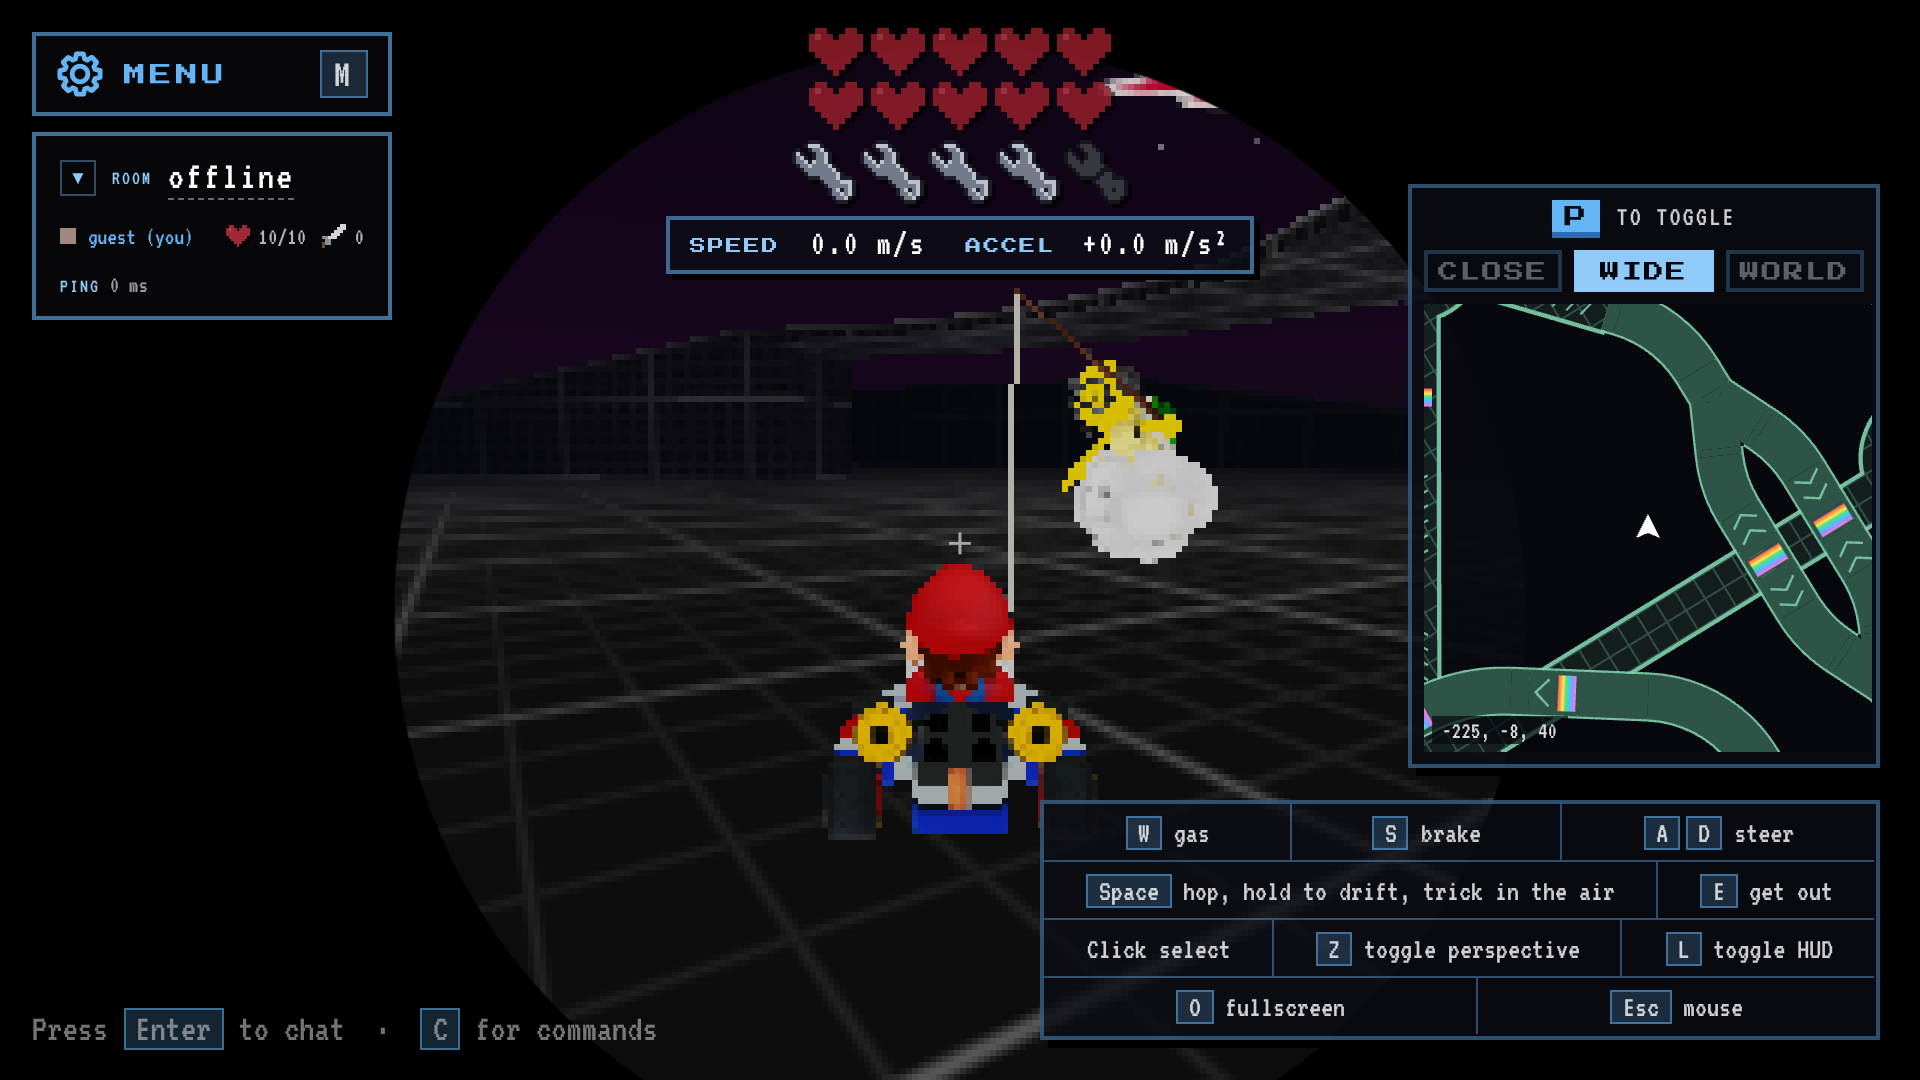 MENU M
▼ ROOM offline
guest (you) 10/10 0
PING 0 ms
SPEED 0.0 m/s ACCEL +0.0 m/s²
P TO TOGGLE
CLOSE WIDE WORLD
-225, -8, 40
W gas S brake A D steer
Space hop, hold to drift, trick in the air E get out
Click select Z toggle perspective L toggle HUD
O fullscreen Esc mouse
Press Enter to chat · C for commands